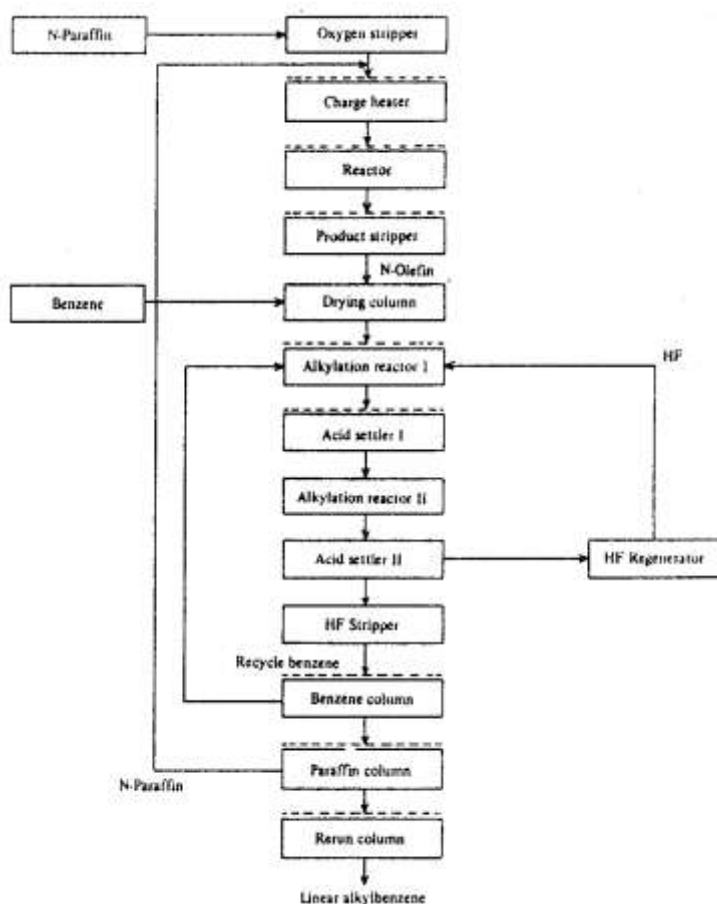 N-Paraffin
Oxygen stripper
Charge heater
Reactor
Product stripper
N-Olefin
Benzene
Drying column
HF
Alkylation reactor I
Acid settler I
Alkylation reactor Ii
Acid settler II
HF Regenerator
HF Stripper
Recycle benzene
Benzene column
Paraffin column
N-Paraffin
Rerun column
Linear alkylbenzene